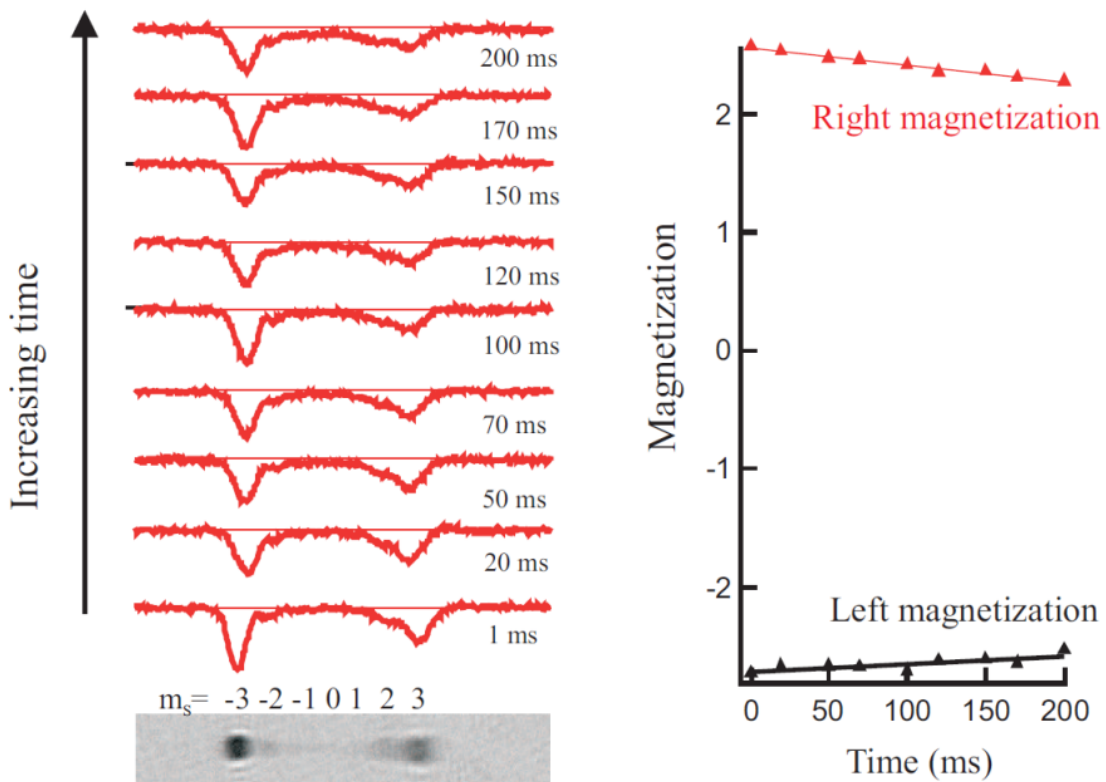 Increasing time
200 ms
170 ms
150 ms
120 ms
100 ms
70 ms
50 ms
20 ms
1 ms
mₛ= -3 -2 -1 0 1 2 3
Magnetization
2
1
0
-1
-2
Right magnetization
Left magnetization
0 50 100 150 200
Time (ms)